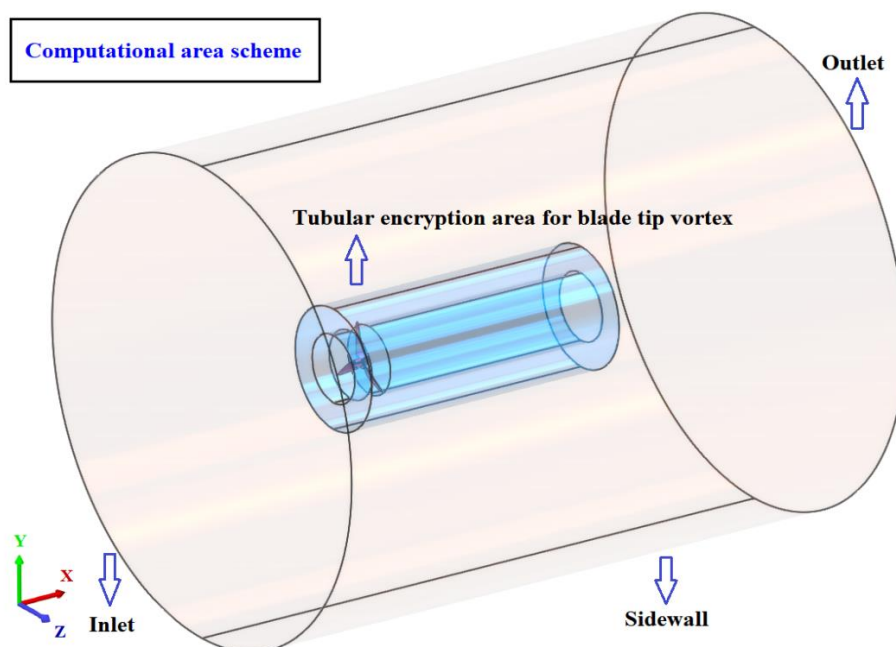 Computational area scheme
Outlet
Tubular encryption area for blade tip vortex
Y
X
Z
Inlet
Sidewall